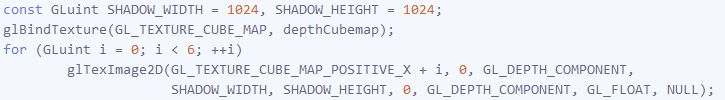 const GLuint SHADOW_WIDTH = 1024, SHADOW_HEIGHT = 1024;
glBindTexture(GL_TEXTURE_CUBE_MAP, depthCubemap);
for (GLuint i = 0; i < 6; ++i)
        glTexImage2D(GL_TEXTURE_CUBE_MAP_POSITIVE_X + i, 0, GL_DEPTH_COMPONENT,
                     SHADOW_WIDTH, SHADOW_HEIGHT, 0, GL_DEPTH_COMPONENT, GL_FLOAT, NULL);